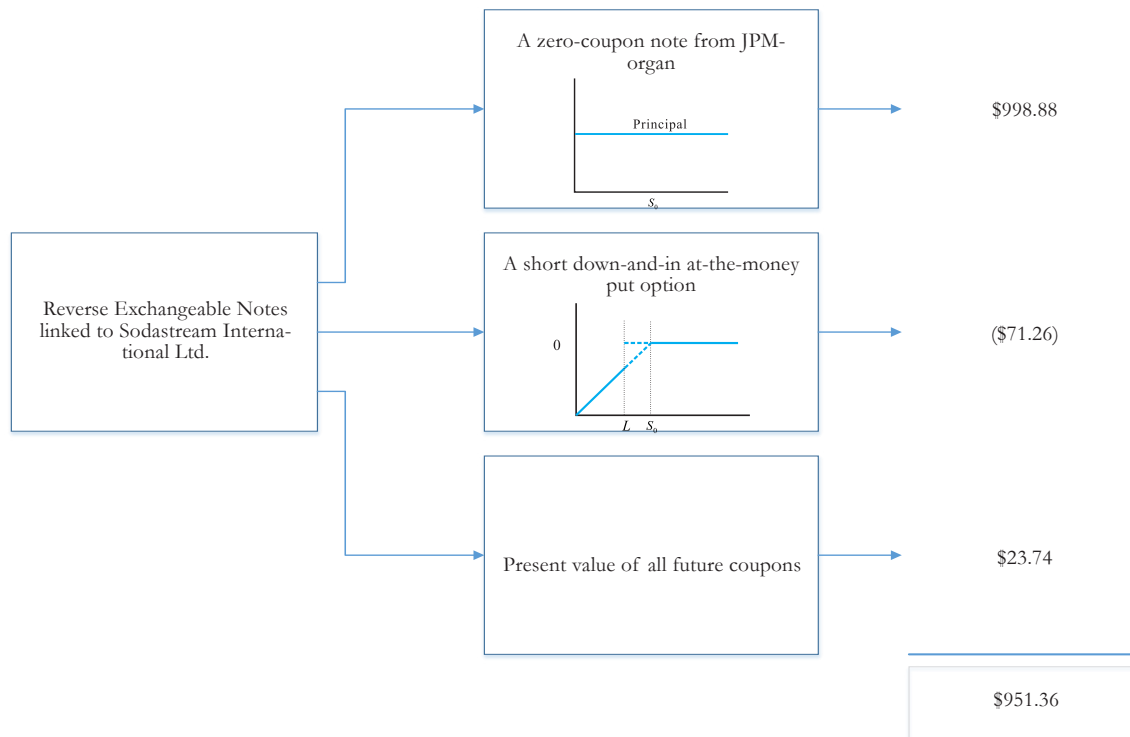 A zero-coupon note from JPM-
organ
Principal
S0
$998.88
Reverse Exchangeable Notes
linked to Sodastream Interna-
tional Ltd.
A short down-and-in at-the-money
put option
0
L S0
($71.26)
Present value of all future coupons
$23.74
$951.36